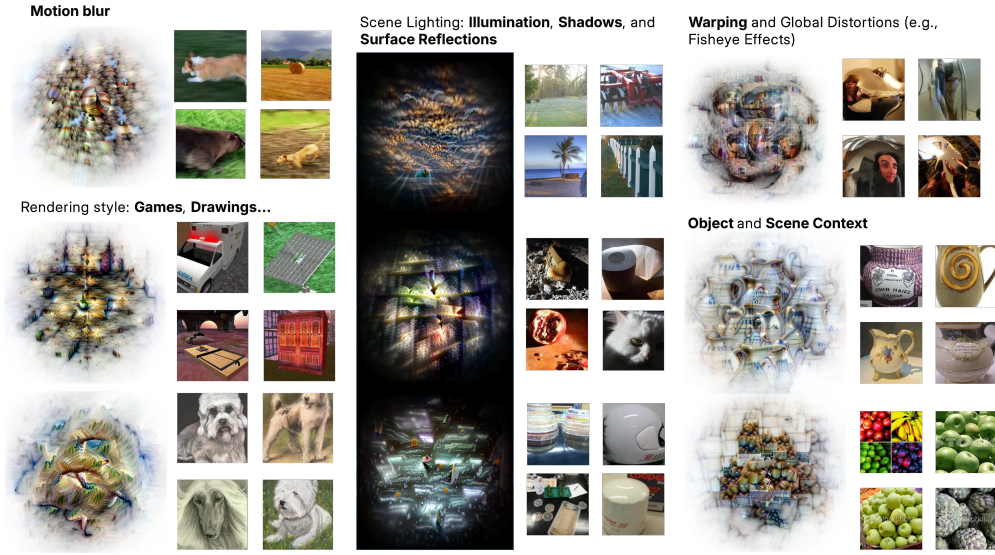 Motion blur
Rendering style: Games, Drawings...
Scene Lighting: Illumination, Shadows, and
Surface Reflections
Warping and Global Distortions (e.g.,
Fisheye Effects)
Object and Scene Context
JOHN MAIRS